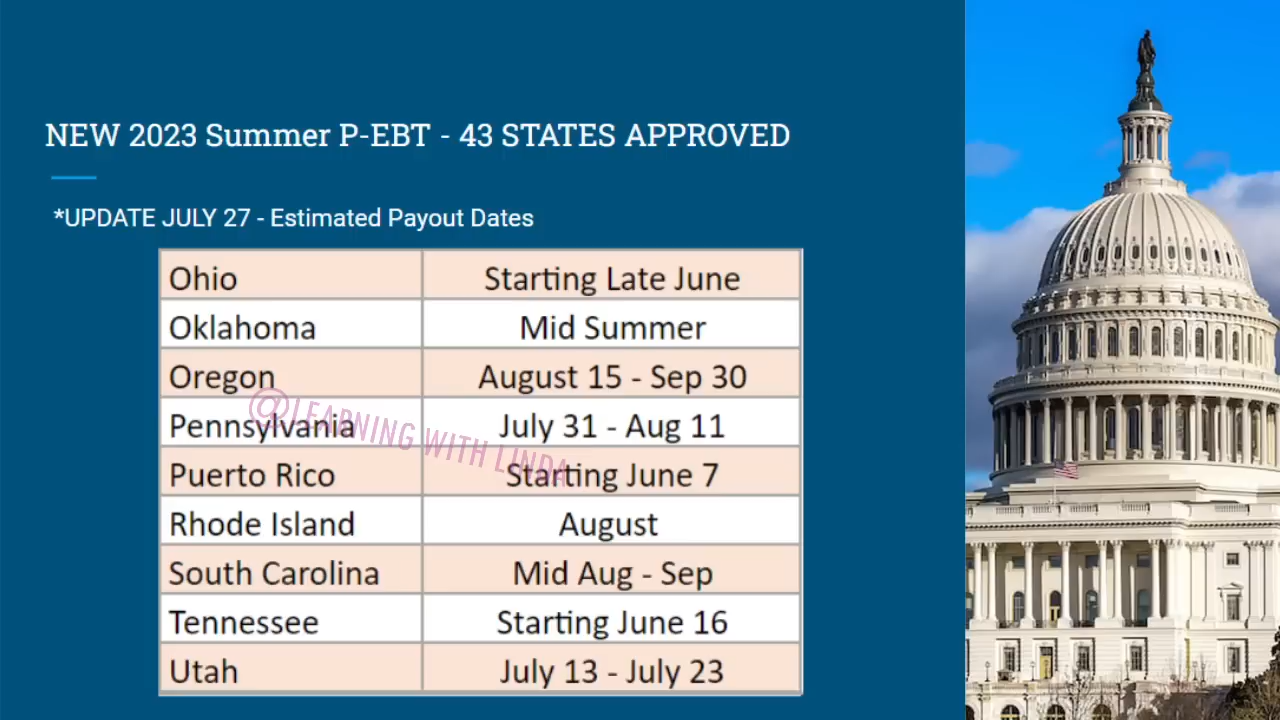 NEW 2023 Summer P-EBT - 43 STATES APPROVED
*UPDATE JULY 27 - Estimated Payout Dates
Ohio Starting Late June
Oklahoma Mid Summer
Oregon August 15 - Sep 30
@LEARNING WITH LINDA
Pennsylvania July 31 - Aug 11
Puerto Rico Starting June 7
Rhode Island August
South Carolina Mid Aug - Sep
Tennessee Starting June 16
Utah July 13 - July 23